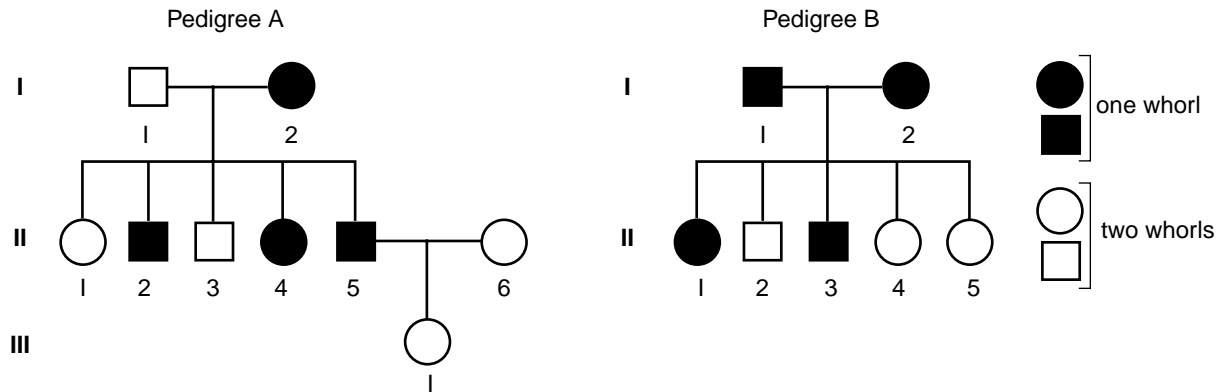 Pedigree A
Pedigree B
I
I
I 2
I 2
one whorl
II
II
two whorls
I 2 3 4 5 6
I 2 3 4 5
III
I